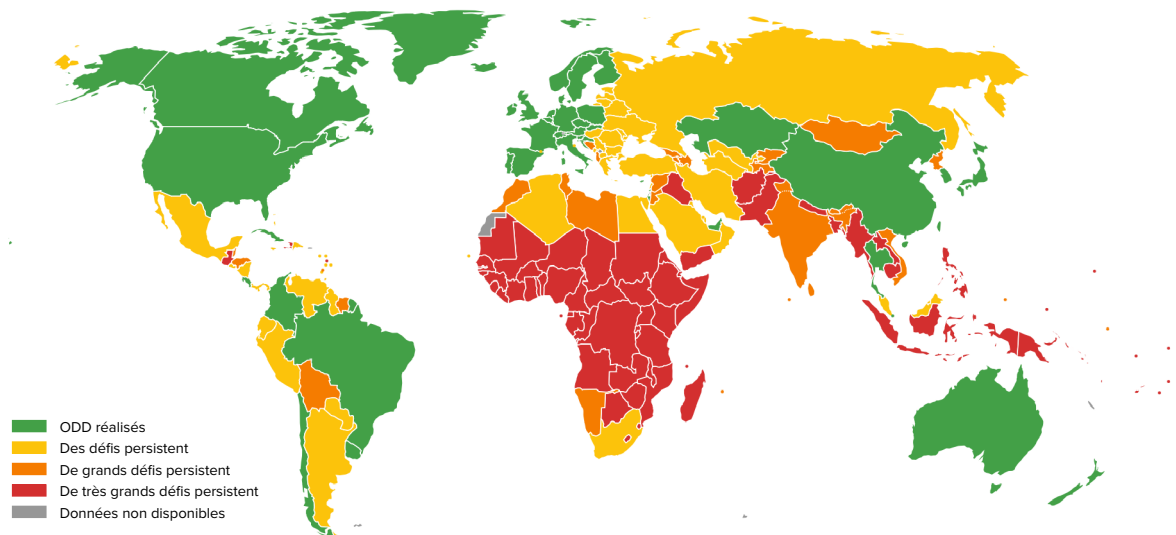 ODD réalisés
Des défis persistent
De grands défis persistent
De très grands défis persistent
Données non disponibles